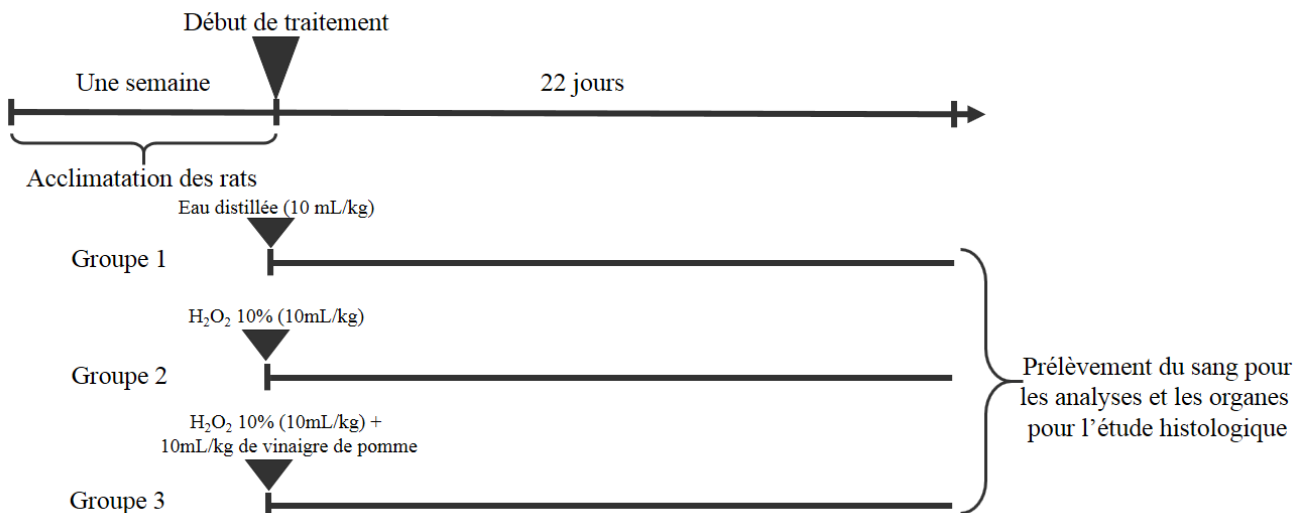 Début de traitement
Une semaine
22 jours
Acclimatation des rats
Eau distillée (10 mL/kg)
Groupe 1
H₂O₂ 10% (10mL/kg)
Groupe 2
H₂O₂ 10% (10mL/kg) +
10mL/kg de vinaigre de pomme
Groupe 3
Prélèvement du sang pour
les analyses et les organes
pour l’étude histologique